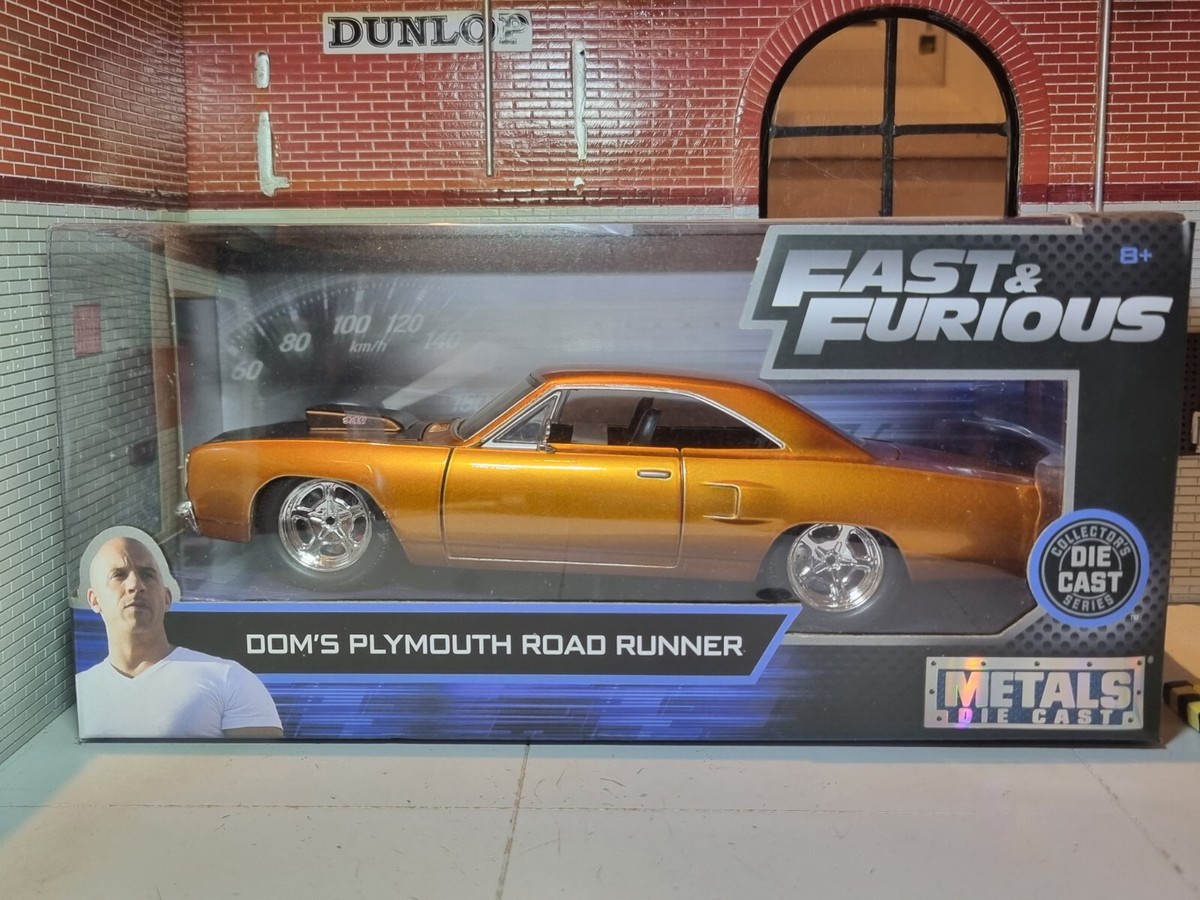 DUNLOP
FAST &
FURIOUS
8+
60
80
100
120
140
160
km/h
COLLECTOR'S
DIE
CAST
SERIES
DOM'S PLYMOUTH ROAD RUNNER
METALS
DIE CAST